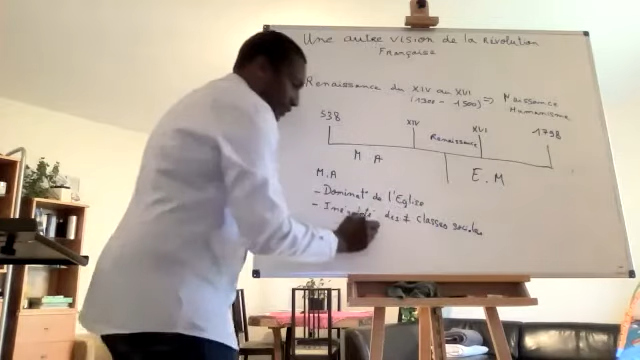 Une autre vision de la Révolution
Française
Renaissance du XIV au XVI
(1300 - 1500) => Naissance
Humanisme
538
XIV
Renaissance
XVI
1798
M. A
E. M
M. A
- Dominat° de l'Eglise
- Inégalité des ≠ classes sociales